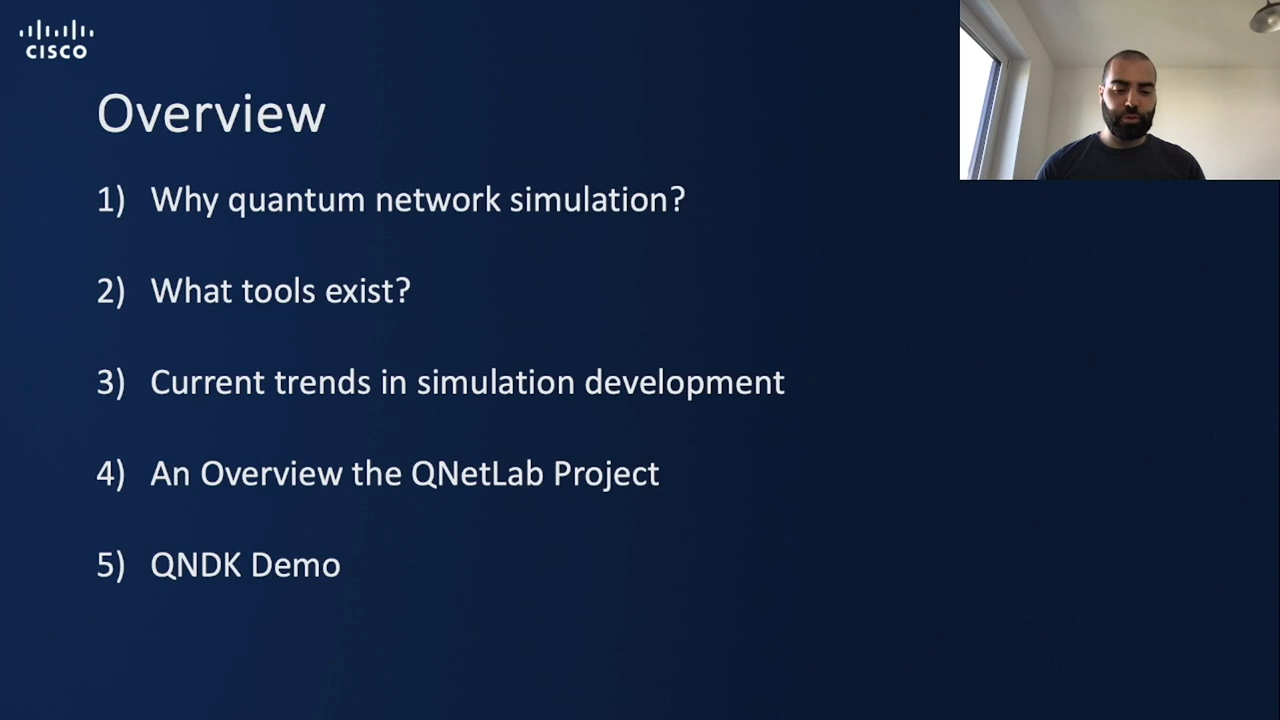 CISCO
Overview
1) Why quantum network simulation?
2) What tools exist?
3) Current trends in simulation development
4) An Overview the QNetLab Project
5) QNDK Demo